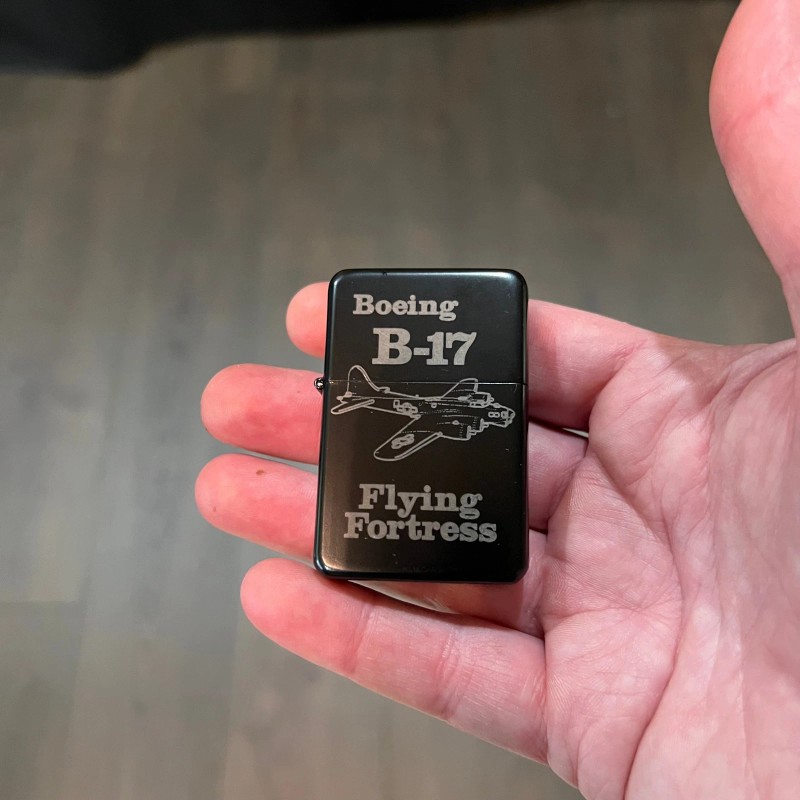 Boeing
B-17
Flying
Fortress